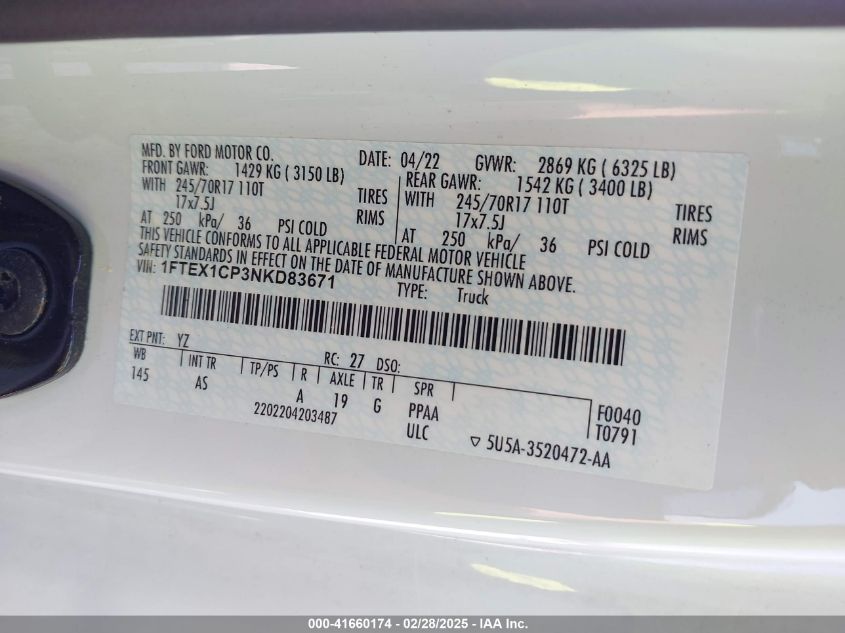 MFD. BY FORD MOTOR CO. DATE: 04/22 GVWR: 2869 KG ( 6325 LB)
FRONT GAWR: 1429 KG ( 3150 LB) REAR GAWR: 1542 KG ( 3400 LB)
WITH 245/70R17 110T TIRES WITH 245/70R17 110T TIRES
17x7.5J RIMS 17x7.5J RIMS
AT 250 kPa/ 36 PSI COLD AT 250 kPa/ 36 PSI COLD
THIS VEHICLE CONFORMS TO ALL APPLICABLE FEDERAL MOTOR VEHICLE
SAFETY STANDARDS IN EFFECT ON THE DATE OF MANUFACTURE SHOWN ABOVE.
VIN: 1FTEX1CP3NKD83671 TYPE: Truck
EXT PNT: YZ RC: 27 DSO:
WB INT TR TP/PS R AXLE TR SPR
145 AS A 19 G PPAA F0040
2202204203487 ULC T0791
▽ 5U5A-3520472-AA
000-41660174 - 02/28/2025 - IAA Inc.